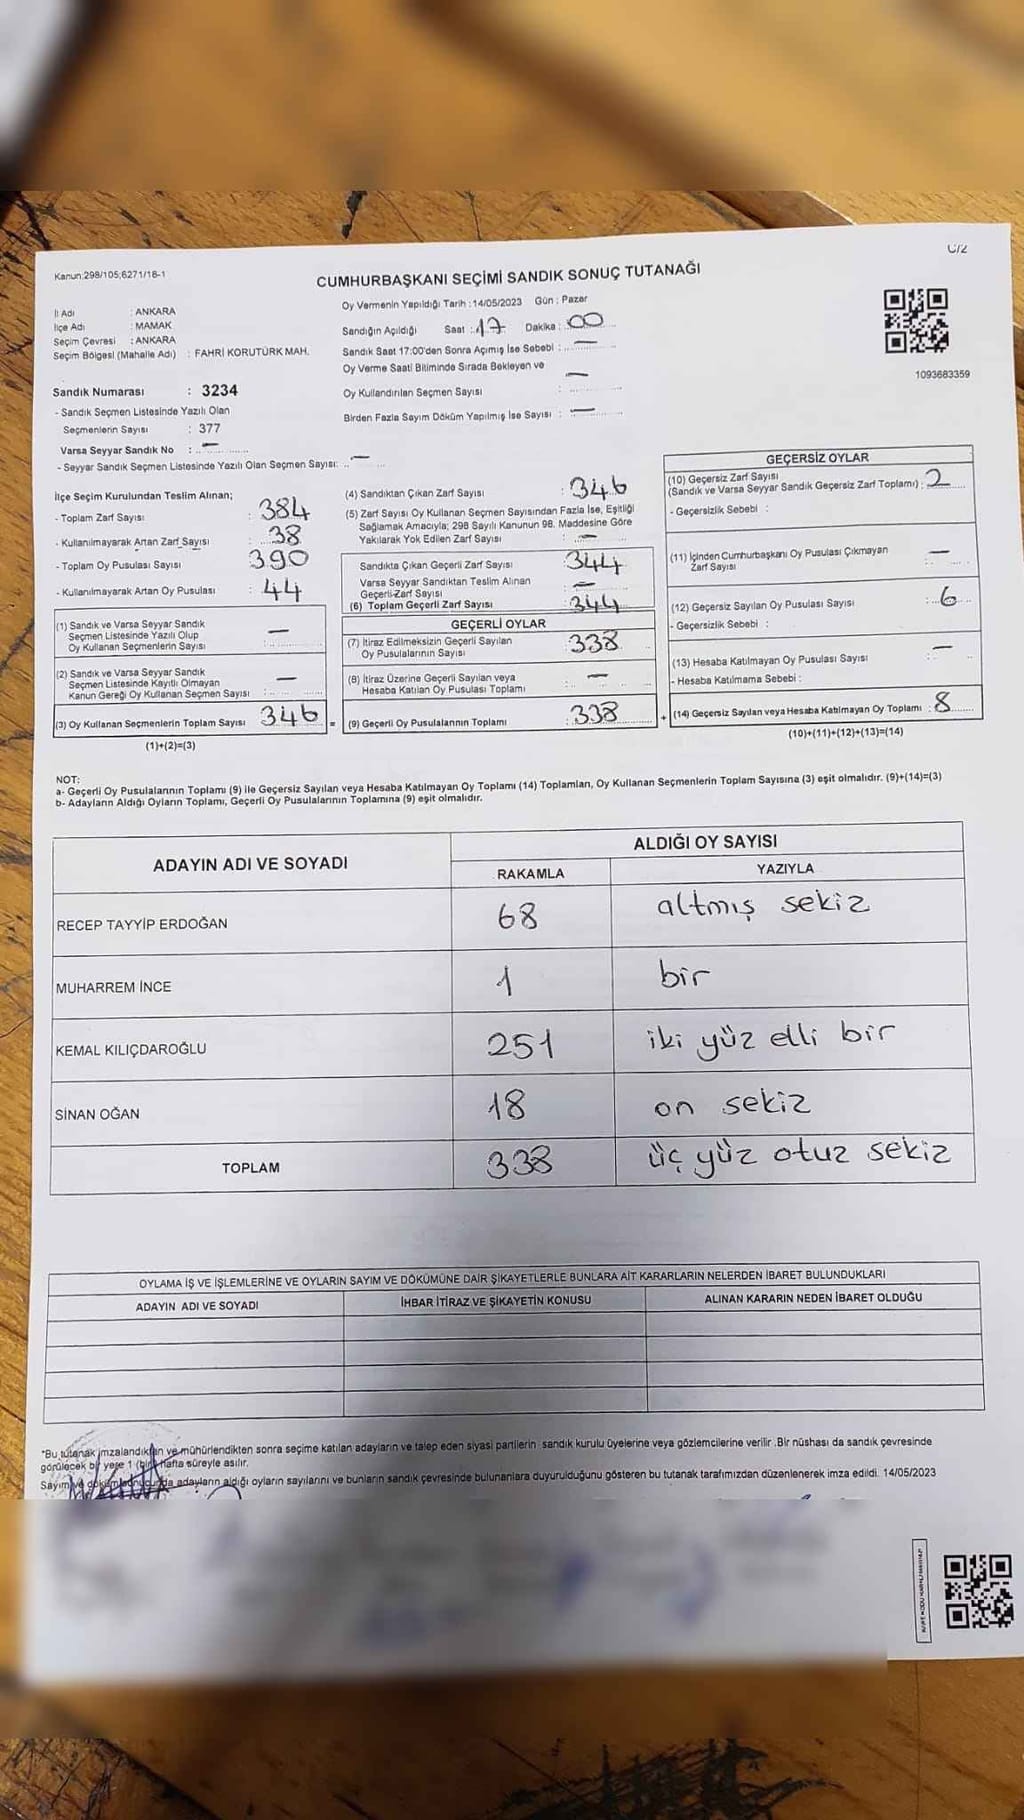 C/2
Kanun:298/105;6271/18-1
CUMHURBAŞKANI SEÇİMİ SANDIK SONUÇ TUTANAĞI
İl Adı : ANKARA
İlçe Adı : MAMAK
Seçim Çevresi : ANKARA
Seçim Bölgesi (Mahalle Adı) : FAHRİ KORUTÜRK MAH.
Sandık Numarası : 3234
- Sandık Seçmen Listesinde Yazılı Olan
Seçmenlerin Sayısı : 377
Varsa Seyyar Sandık No : —
- Seyyar Sandık Seçmen Listesinde Yazılı Olan Seçmen Sayısı: —
Oy Vermenin Yapıldığı Tarih : 14/05/2023 Gün : Pazar
Sandığın Açıldığı Saat : 17 Dakika : 00
Sandık Saat 17:00'den Sonra Açımış İse Sebebi : —
Oy Verme Saati Bitiminde Sırada Bekleyen ve
Oy Kullandırılan Seçmen Sayısı : —
Birden Fazla Sayım Döküm Yapılmış İse Sayısı : —
1093683359
İlçe Seçim Kurulundan Teslim Alınan;
- Toplam Zarf Sayısı : 384
- Kullanılmayarak Artan Zarf Sayısı : 38
- Toplam Oy Pusulası Sayısı : 390
- Kullanılmayarak Artan Oy Pusulası : 44
(1) Sandık ve Varsa Seyyar Sandık
Seçmen Listesinde Yazılı Olup
Oy Kullanan Seçmenlerin Sayısı : —
(2) Sandık ve Varsa Seyyar Sandık
Seçmen Listesinde Kayıtlı Olmayan
Kanun Gereği Oy Kullanan Seçmen Sayısı : —
(3) Oy Kullanan Seçmenlerin Toplam Sayısı : 346 =
(1)+(2)=(3)
(4) Sandıktan Çıkan Zarf Sayısı : 346
(5) Zarf Sayısı Oy Kullanan Seçmen Sayısından Fazla İse, Eşitliği
Sağlamak Amacıyla; 298 Sayılı Kanunun 98. Maddesine Göre
Yakılarak Yok Edilen Zarf Sayısı : —
Sandıkta Çıkan Geçerli Zarf Sayısı : 344
Varsa Seyyar Sandıktan Teslim Alınan
Geçerli Zarf Sayısı : —
(6) Toplam Geçerli Zarf Sayısı : 344
GEÇERLİ OYLAR
(7) İtiraz Edilmeksizin Geçerli Sayılan
Oy Pusulalarının Sayısı : 338
(8) İtiraz Üzerine Geçerli Sayılan veya
Hesaba Katılan Oy Pusulası Toplamı : —
(9) Geçerli Oy Pusulalarının Toplamı : 338 +
GEÇERSİZ OYLAR
(10) Geçersiz Zarf Sayısı
(Sandık ve Varsa Seyyar Sandık Geçersiz Zarf Toplamı) : 2
- Geçersizlik Sebebi :
(11) İçinden Cumhurbaşkanı Oy Pusulası Çıkmayan
Zarf Sayısı : —
(12) Geçersiz Sayılan Oy Pusulası Sayısı : 6
- Geçersizlik Sebebi :
(13) Hesaba Katılmayan Oy Pusulası Sayısı : —
- Hesaba Katılmama Sebebi :
(14) Geçersiz Sayılan veya Hesaba Katılmayan Oy Toplamı : 8
(10)+(11)+(12)+(13)=(14)
NOT:
a- Geçerli Oy Pusulalarının Toplamı (9) ile Geçersiz Sayılan veya Hesaba Katılmayan Oy Toplamı (14) Toplamları, Oy Kullanan Seçmenlerin Toplam Sayısına (3) eşit olmalıdır. (9)+(14)=(3)
b- Adayların Aldığı Oyların Toplamı, Geçerli Oy Pusulalarının Toplamına (9) eşit olmalıdır.
ADAYIN ADI VE SOYADI ALDIĞI OY SAYISI
RAKAMLA YAZIYLA
RECEP TAYYİP ERDOĞAN 68 altmış sekiz
MUHARREM İNCE 1 bir
KEMAL KILIÇDAROĞLU 251 iki yüz elli bir
SİNAN OĞAN 18 on sekiz
TOPLAM 338 üç yüz otuz sekiz
OYLAMA İŞ VE İŞLEMLERİNE VE OYLARIN SAYIM VE DÖKÜMÜNE DAİR ŞİKAYETLERLE BUNLARA AİT KARARLARIN NELERDEN İBARET BULUNDUKLARI
ADAYIN ADI VE SOYADI İHBAR İTİRAZ VE ŞİKAYETİN KONUSU ALINAN KARARIN NEDEN İBARET OLDUĞU
*Bu tutanak imzalandıktan ve mühürlendikten sonra seçime katılan adayların ve talep eden siyasi partilerin sandık kurulu üyelerine veya gözlemcilerine verilir .Bir nüshası da sandık çevresinde
görülecek bir yere 1 (bir) hafta süreyle asılır.
Sayım ve döküm sonucunda adayların aldığı oyların sayılarını ve bunların sandık çevresinde bulunanlara duyurulduğunu gösteren bu tutanak tarafımızdan düzenlenerek imza edildi. 14/05/2023